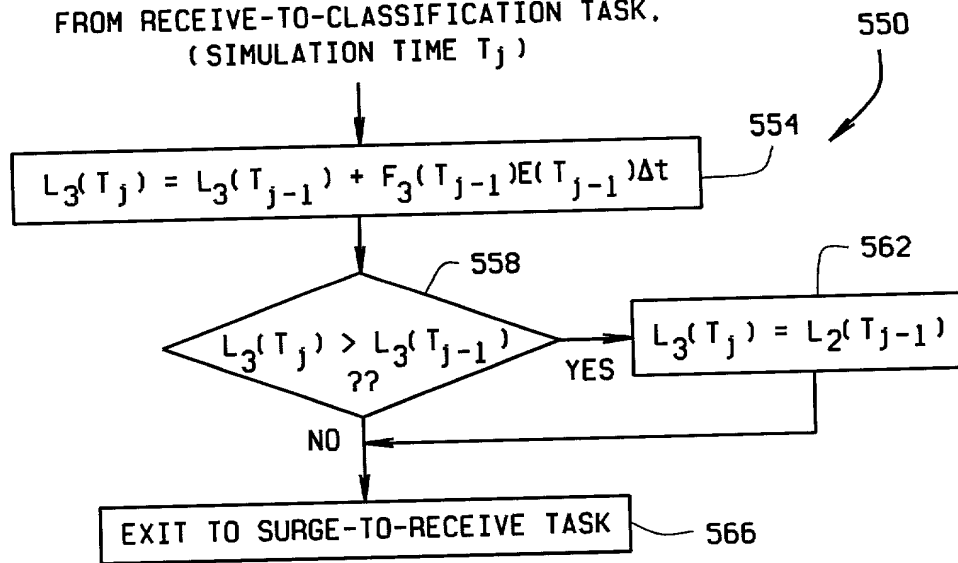 FROM RECEIVE-TO-CLASSIFICATION TASK.
(SIMULATION TIME Tj)
550
554
L3(Tj) = L3(Tj-1) + F3(Tj-1)E(Tj-1)Δt
558
562
L3(Tj) > L3(Tj-1)
??
YES
L3(Tj) = L2(Tj-1)
NO
EXIT TO SURGE-TO-RECEIVE TASK
566